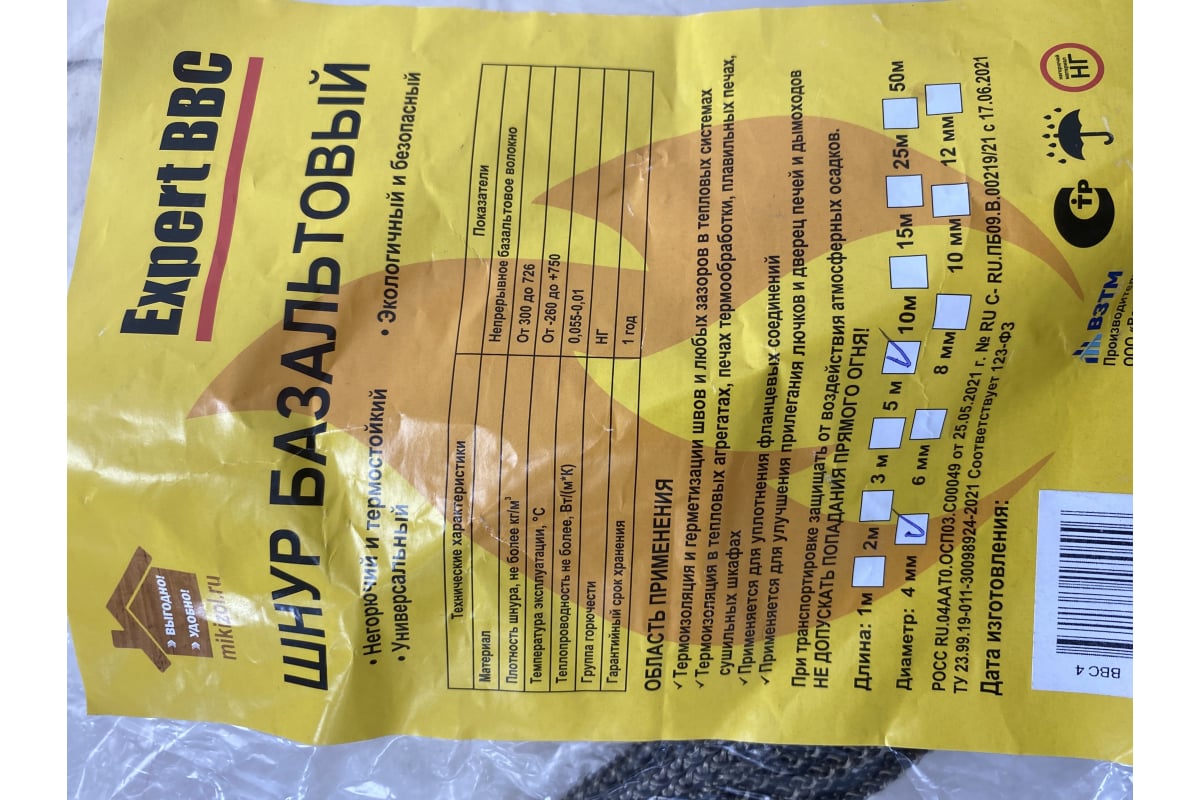 » ВЫГОДНО!
» УДОБНО!
mikizol.ru
Expert BBC
ШНУР БАЗАЛЬТОВЫЙ
• Негорючий и термостойкий • Экологичный и безопасный
• Универсальный
Технические характеристики Показатели
Материал Непрерывное базальтовое волокно
Плотность шнура, не более кг/м³ От 300 до 726
Температура эксплуатации, °С От -260 до +750
Теплопроводность не более, Вт/(м*К) 0,055-0,01
Группа горючести НГ
Гарантийный срок хранения 1 год
ОБЛАСТЬ ПРИМЕНЕНИЯ
✓Термоизоляция и герметизации швов и любых зазоров в тепловых системах
✓Термоизоляция в тепловых агрегатах, печах термообработки, плавильных печах,
сушильных шкафах
✓Применяется для уплотнения фланцевых соединений
✓Применяется для улучшения прилегания лючков и дверец печей и дымоходов
При транспортировке защищать от воздействия атмосферных осадков.
НЕ ДОПУСКАТЬ ПОПАДАНИЯ ПРЯМОГО ОГНЯ!
Длина: 1м 2м 3 м 5 м 10м 15м 25м 50м
Диаметр: 4 мм 6 мм 8 мм 10 мм 12 мм
РОСС RU.04ААТ0.ОСП03.С00049 от 25.05.2021 г. № RU С- RU.ПБ09.В.00219/21 с 17.06.2021
ТУ 23.99.19-011-30098924-2021 Соответствует 123-ФЗ
Дата изготовления:
ВЗТМ
Производитель
ООО
НГ
BBC 4